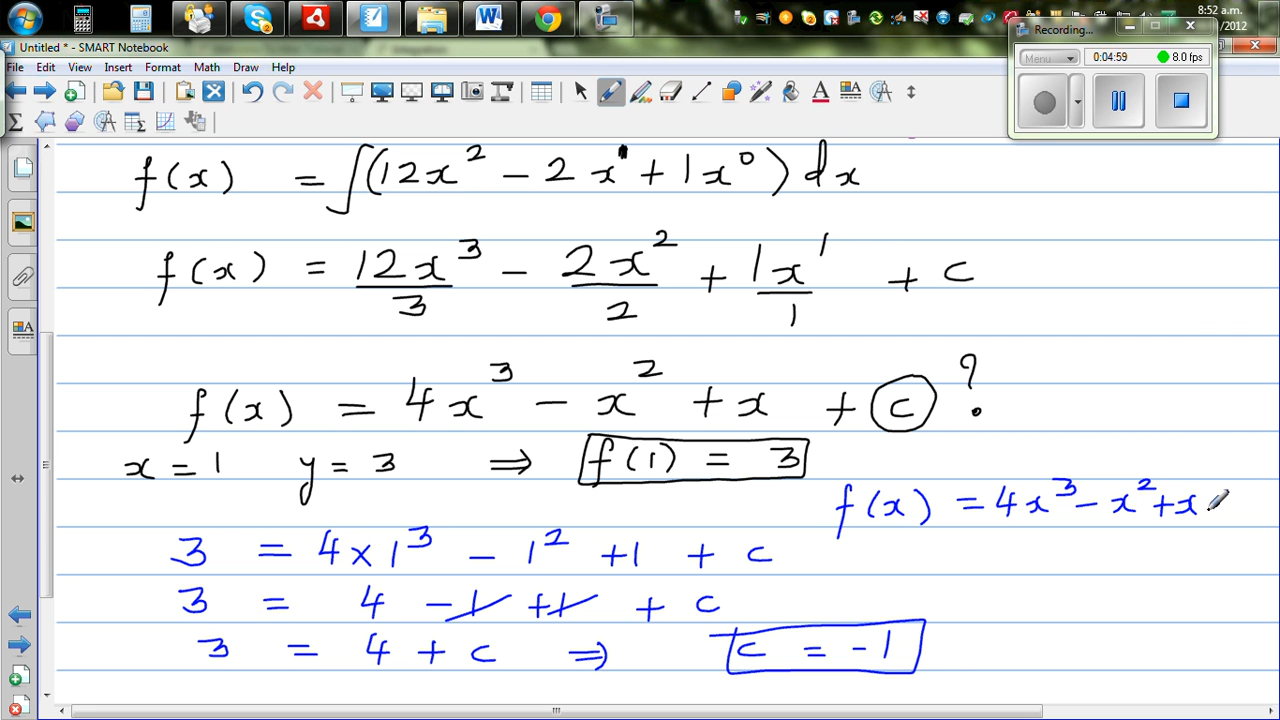 8:52 a.m.
/2012
Untitled * - SMART Notebook
Recording...
File Edit View Insert Format Math Draw Help
Menu 0:04:59 8.0 fps
f(x) = ∫(12x² - 2x¹ + 1x⁰) dx
f(x) = 12x³/3 - 2x²/2 + 1x¹/1 + c
f(x) = 4x³ - x² + x + c ?
x = 1 y = 3 ⇒ f(1) = 3
f(x) = 4x³ - x² + x
3 = 4 × 1³ - 1² + 1 + c
3 = 4 - 1 + 1 + c
3 = 4 + c ⇒ c = -1